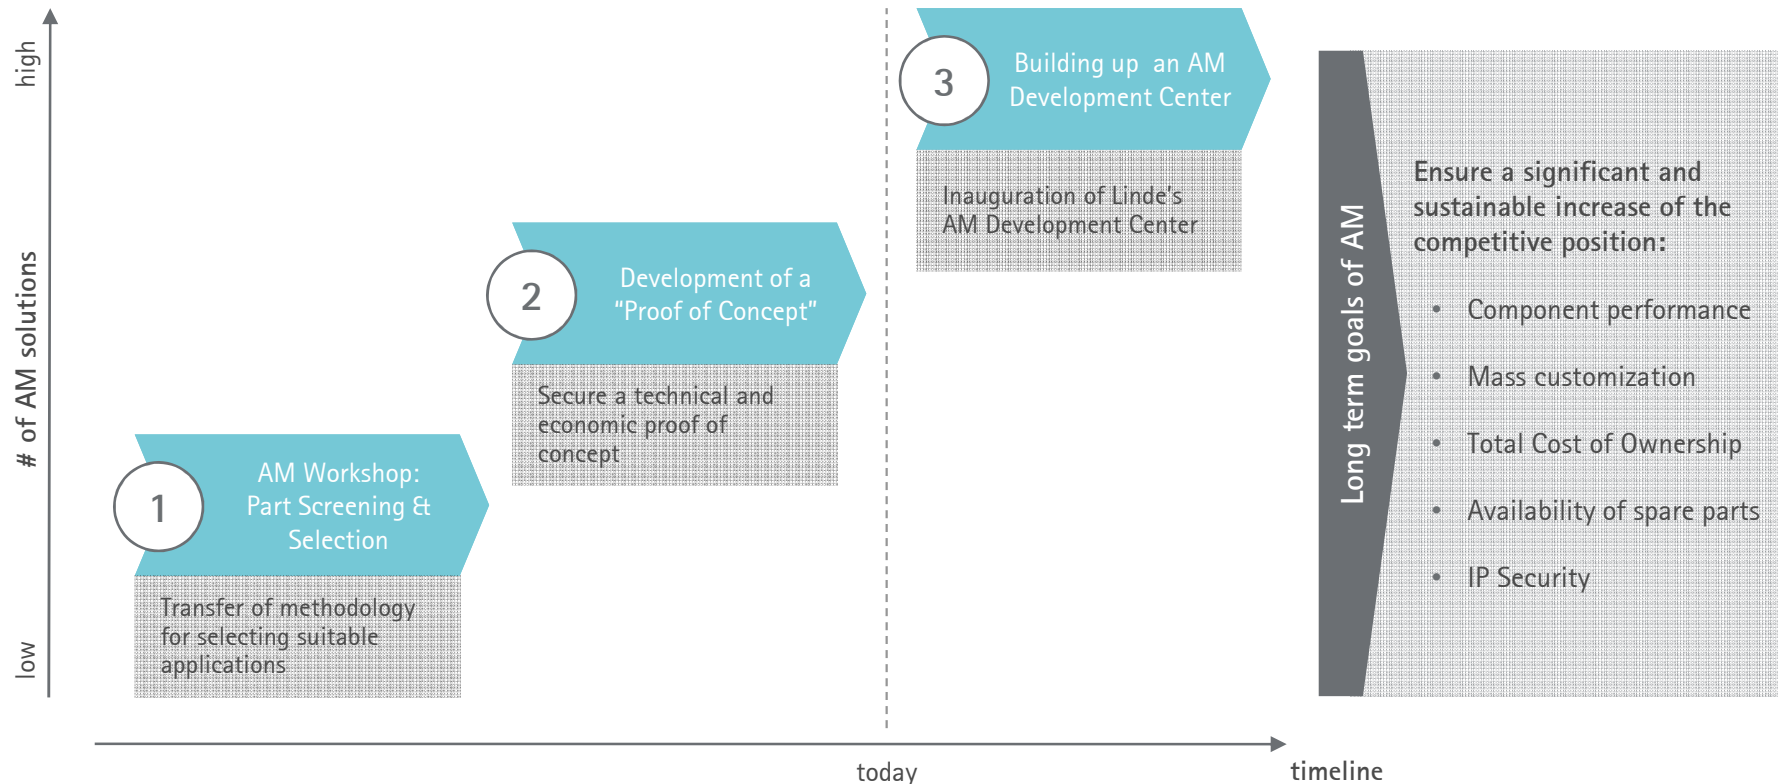 high
# of AM solutions
low
1
AM Workshop:
Part Screening &
Selection
Transfer of methodology
for selecting suitable
applications
2
Development of a
"Proof of Concept"
Secure a technical and
economic proof of
concept
3
Building up an AM
Development Center
Inauguration of Linde's
AM Development Center
today
timeline
Long term goals of AM
Ensure a significant and
sustainable increase of the
competitive position:
• Component performance
• Mass customization
• Total Cost of Ownership
• Availability of spare parts
• IP Security